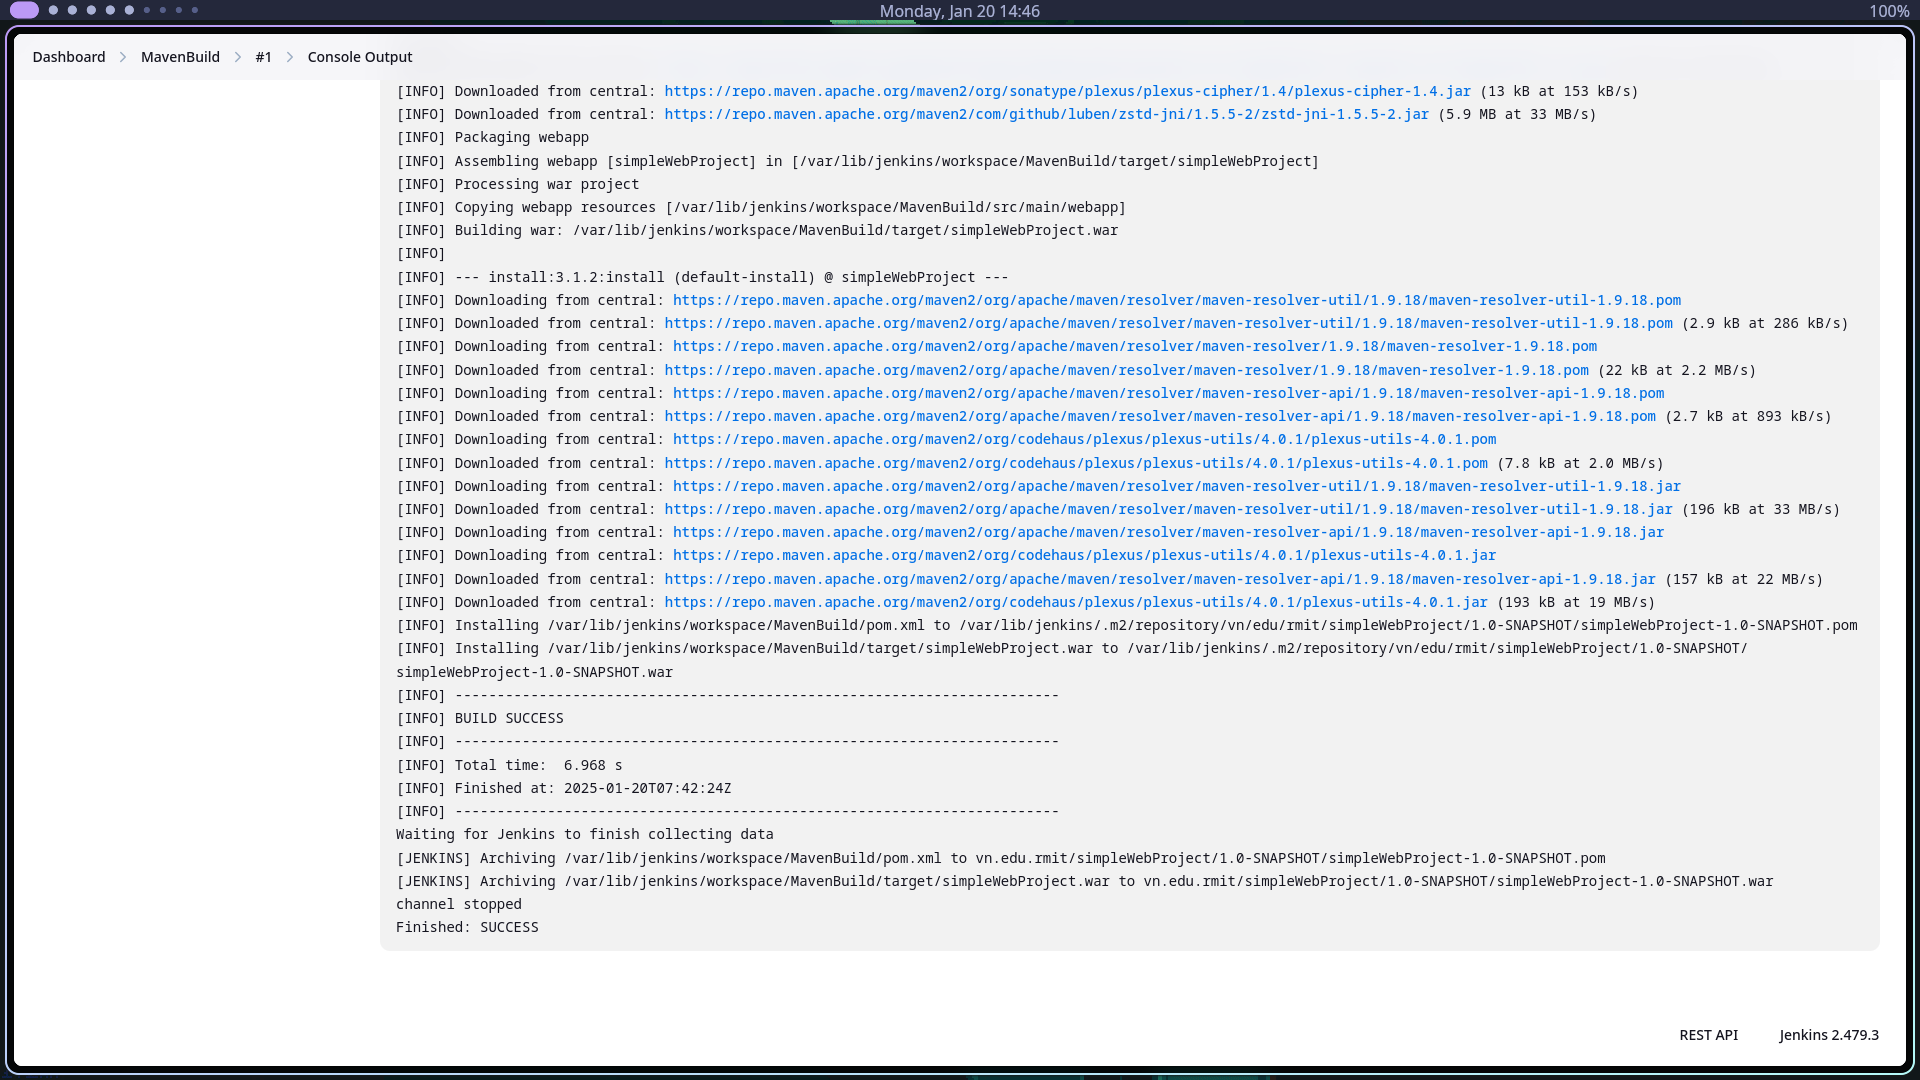 Monday, Jan 20 14:46
100%
Dashboard > MavenBuild > #1 > Console Output
[INFO] Downloaded from central: https://repo.maven.apache.org/maven2/org/sonatype/plexus/plexus-cipher/1.4/plexus-cipher-1.4.jar (13 kB at 153 kB/s)
[INFO] Downloaded from central: https://repo.maven.apache.org/maven2/com/github/luben/zstd-jni/1.5.5-2/zstd-jni-1.5.5-2.jar (5.9 MB at 33 MB/s)
[INFO] Packaging webapp
[INFO] Assembling webapp [simpleWebProject] in [/var/lib/jenkins/workspace/MavenBuild/target/simpleWebProject]
[INFO] Processing war project
[INFO] Copying webapp resources [/var/lib/jenkins/workspace/MavenBuild/src/main/webapp]
[INFO] Building war: /var/lib/jenkins/workspace/MavenBuild/target/simpleWebProject.war
[INFO]
[INFO] --- install:3.1.2:install (default-install) @ simpleWebProject ---
[INFO] Downloading from central: https://repo.maven.apache.org/maven2/org/apache/maven/resolver/maven-resolver-util/1.9.18/maven-resolver-util-1.9.18.pom
[INFO] Downloaded from central: https://repo.maven.apache.org/maven2/org/apache/maven/resolver/maven-resolver-util/1.9.18/maven-resolver-util-1.9.18.pom (2.9 kB at 286 kB/s)
[INFO] Downloading from central: https://repo.maven.apache.org/maven2/org/apache/maven/resolver/maven-resolver/1.9.18/maven-resolver-1.9.18.pom
[INFO] Downloaded from central: https://repo.maven.apache.org/maven2/org/apache/maven/resolver/maven-resolver/1.9.18/maven-resolver-1.9.18.pom (22 kB at 2.2 MB/s)
[INFO] Downloading from central: https://repo.maven.apache.org/maven2/org/apache/maven/resolver/maven-resolver-api/1.9.18/maven-resolver-api-1.9.18.pom
[INFO] Downloaded from central: https://repo.maven.apache.org/maven2/org/apache/maven/resolver/maven-resolver-api/1.9.18/maven-resolver-api-1.9.18.pom (2.7 kB at 893 kB/s)
[INFO] Downloading from central: https://repo.maven.apache.org/maven2/org/codehaus/plexus/plexus-utils/4.0.1/plexus-utils-4.0.1.pom
[INFO] Downloaded from central: https://repo.maven.apache.org/maven2/org/codehaus/plexus/plexus-utils/4.0.1/plexus-utils-4.0.1.pom (7.8 kB at 2.0 MB/s)
[INFO] Downloading from central: https://repo.maven.apache.org/maven2/org/apache/maven/resolver/maven-resolver-util/1.9.18/maven-resolver-util-1.9.18.jar
[INFO] Downloaded from central: https://repo.maven.apache.org/maven2/org/apache/maven/resolver/maven-resolver-util/1.9.18/maven-resolver-util-1.9.18.jar (196 kB at 33 MB/s)
[INFO] Downloading from central: https://repo.maven.apache.org/maven2/org/apache/maven/resolver/maven-resolver-api/1.9.18/maven-resolver-api-1.9.18.jar
[INFO] Downloading from central: https://repo.maven.apache.org/maven2/org/codehaus/plexus/plexus-utils/4.0.1/plexus-utils-4.0.1.jar
[INFO] Downloaded from central: https://repo.maven.apache.org/maven2/org/apache/maven/resolver/maven-resolver-api/1.9.18/maven-resolver-api-1.9.18.jar (157 kB at 22 MB/s)
[INFO] Downloaded from central: https://repo.maven.apache.org/maven2/org/codehaus/plexus/plexus-utils/4.0.1/plexus-utils-4.0.1.jar (193 kB at 19 MB/s)
[INFO] Installing /var/lib/jenkins/workspace/MavenBuild/pom.xml to /var/lib/jenkins/.m2/repository/vn/edu/rmit/simpleWebProject/1.0-SNAPSHOT/simpleWebProject-1.0-SNAPSHOT.pom
[INFO] Installing /var/lib/jenkins/workspace/MavenBuild/target/simpleWebProject.war to /var/lib/jenkins/.m2/repository/vn/edu/rmit/simpleWebProject/1.0-SNAPSHOT/
simpleWebProject-1.0-SNAPSHOT.war
[INFO] ------------------------------------------------------------------------
[INFO] BUILD SUCCESS
[INFO] ------------------------------------------------------------------------
[INFO] Total time:  6.968 s
[INFO] Finished at: 2025-01-20T07:42:24Z
[INFO] ------------------------------------------------------------------------
Waiting for Jenkins to finish collecting data
[JENKINS] Archiving /var/lib/jenkins/workspace/MavenBuild/pom.xml to vn.edu.rmit/simpleWebProject/1.0-SNAPSHOT/simpleWebProject-1.0-SNAPSHOT.pom
[JENKINS] Archiving /var/lib/jenkins/workspace/MavenBuild/target/simpleWebProject.war to vn.edu.rmit/simpleWebProject/1.0-SNAPSHOT/simpleWebProject-1.0-SNAPSHOT.war
channel stopped
Finished: SUCCESS
REST API
Jenkins 2.479.3